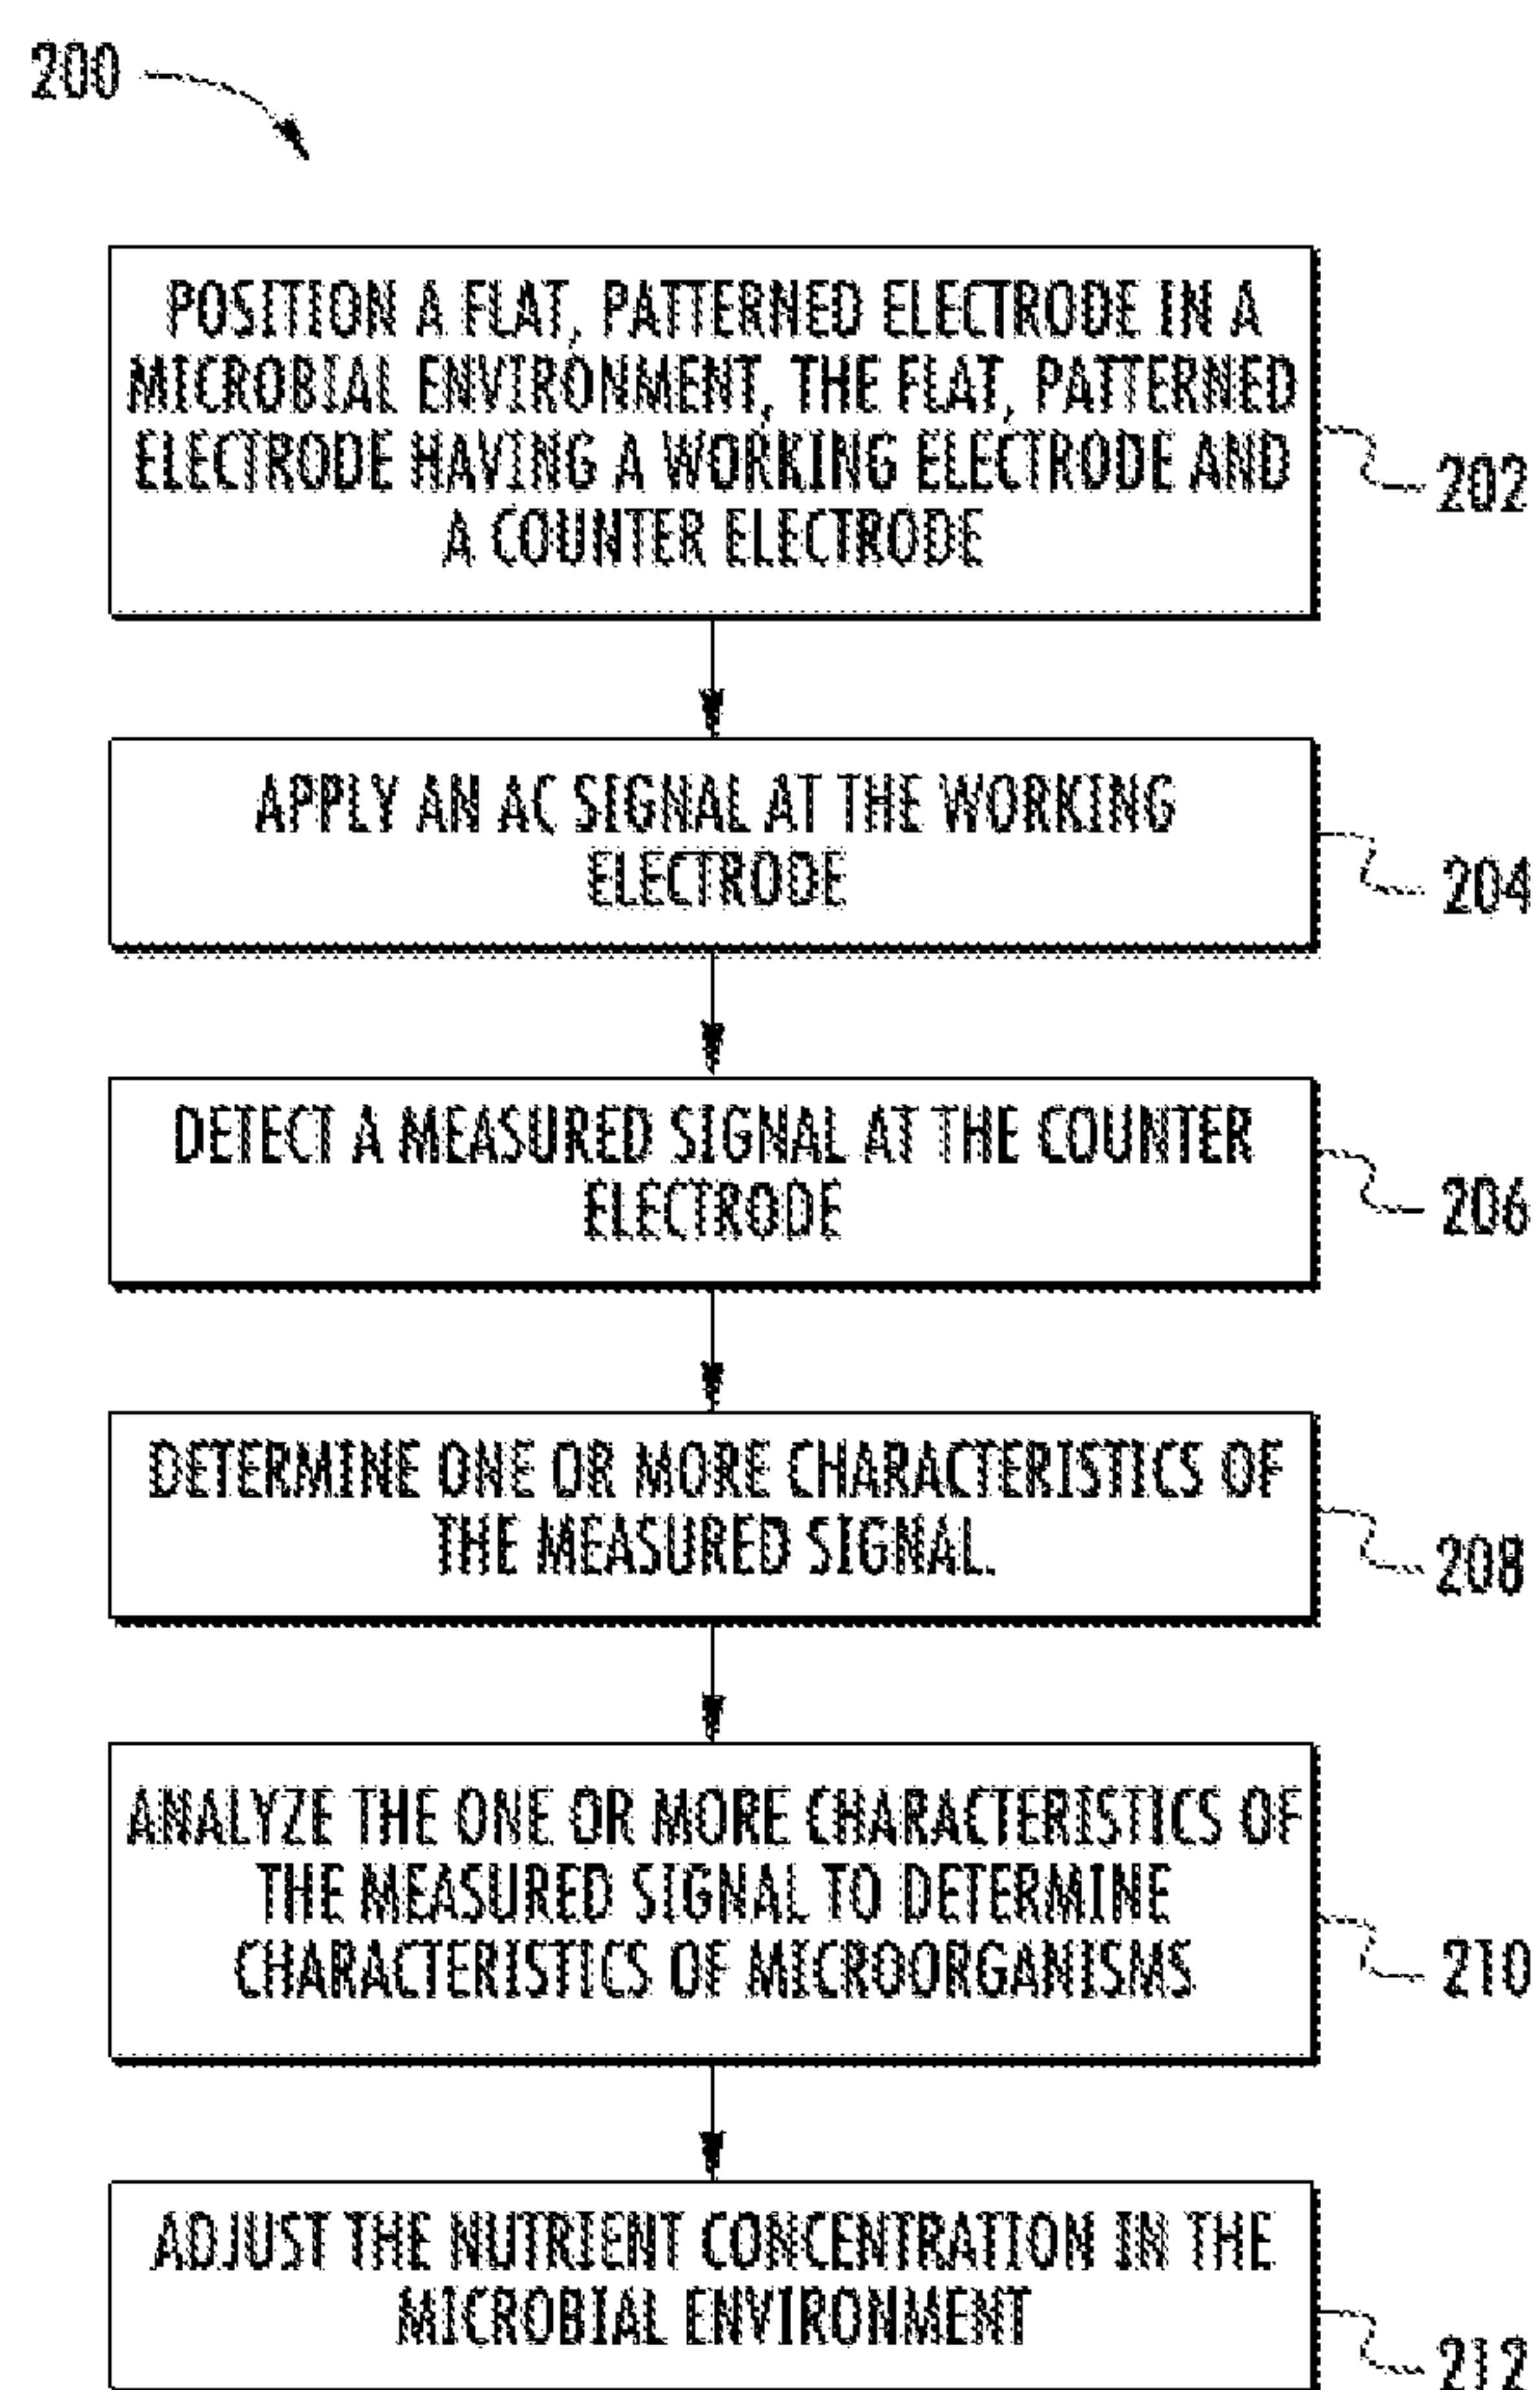 200
POSITION A FLAT, PATTERNED ELECTRODE IN A
MICROBIAL ENVIRONMENT, THE FLAT, PATTERNED
ELECTRODE HAVING A WORKING ELECTRODE AND
A COUNTER ELECTRODE
202
APPLY AN AC SIGNAL AT THE WORKING
ELECTRODE
204
DETECT A MEASURED SIGNAL AT THE COUNTER
ELECTRODE
206
DETERMINE ONE OR MORE CHARACTERISTICS OF
THE MEASURED SIGNAL.
208
ANALYZE THE ONE OR MORE CHARACTERISTICS OF
THE MEASURED SIGNAL TO DETERMINE
CHARACTERISTICS OF MICROORGANISMS
210
ADJUST THE NUTRIENT CONCENTRATION IN THE
MICROBIAL ENVIRONMENT
212